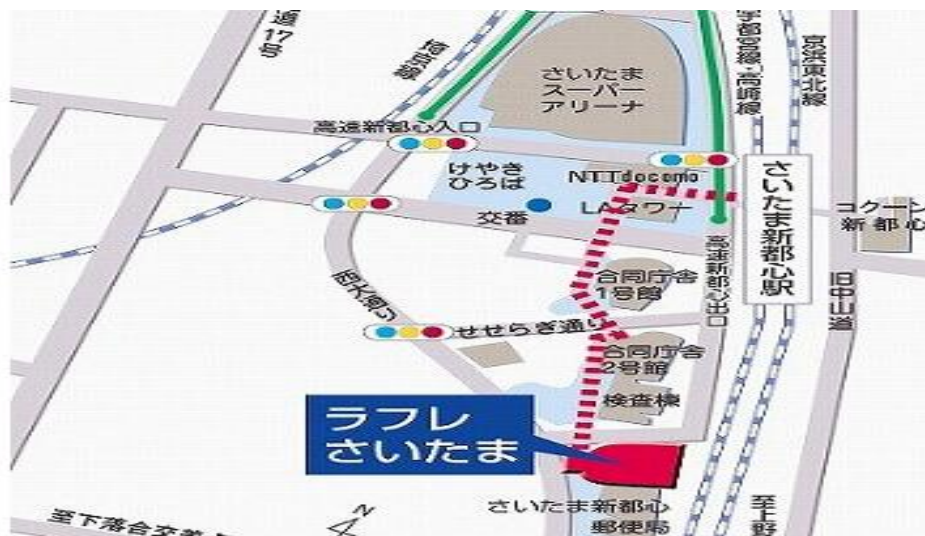 道17号
埼京線
宇都宮線・高崎線
京浜東北線
さいたま
スーパー
アリーナ
高速新都心入口
けやき
ひろば
NTTdocomo
LAタワナ
交番
さいたま新都心駅
コクーン
新都心
高速新都心出口
旧中山道
西大通り
合同庁舎
1号館
せせらぎ通り
合同庁舎
2号館
検査棟
ラフレ
さいたま
さいたま新都心
郵便局
至上野
至下落合交差
N